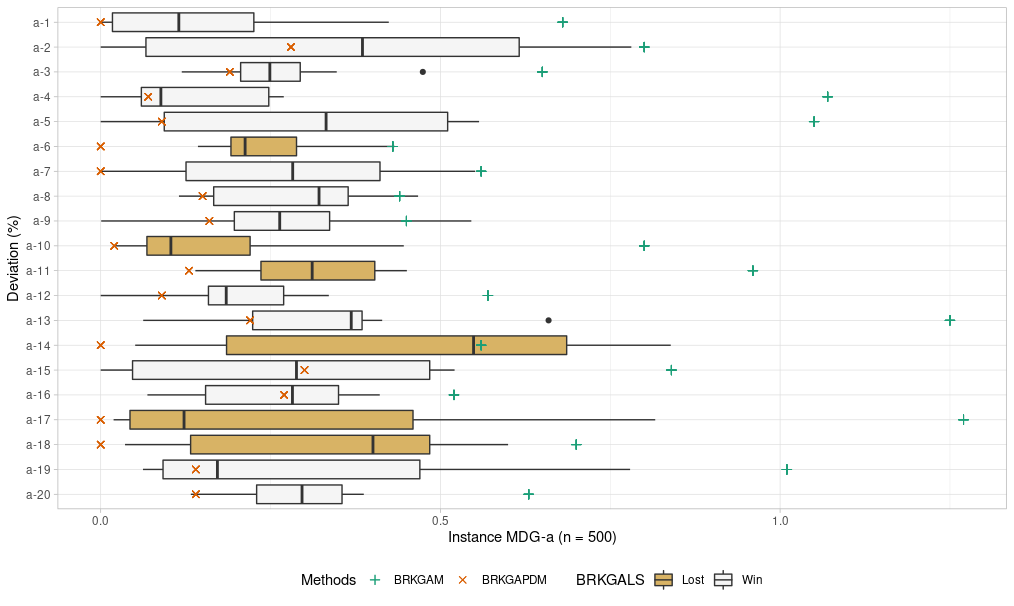 a-1
a-2
a-3
a-4
a-5
a-6
a-7
a-8
a-9
a-10
a-11
a-12
a-13
a-14
a-15
a-16
a-17
a-18
a-19
a-20
Deviation (%)
0.0 0.5 1.0
Instance MDG-a (n = 500)
Methods BRKGAM BRKGAPDM BRKGALS Lost Win